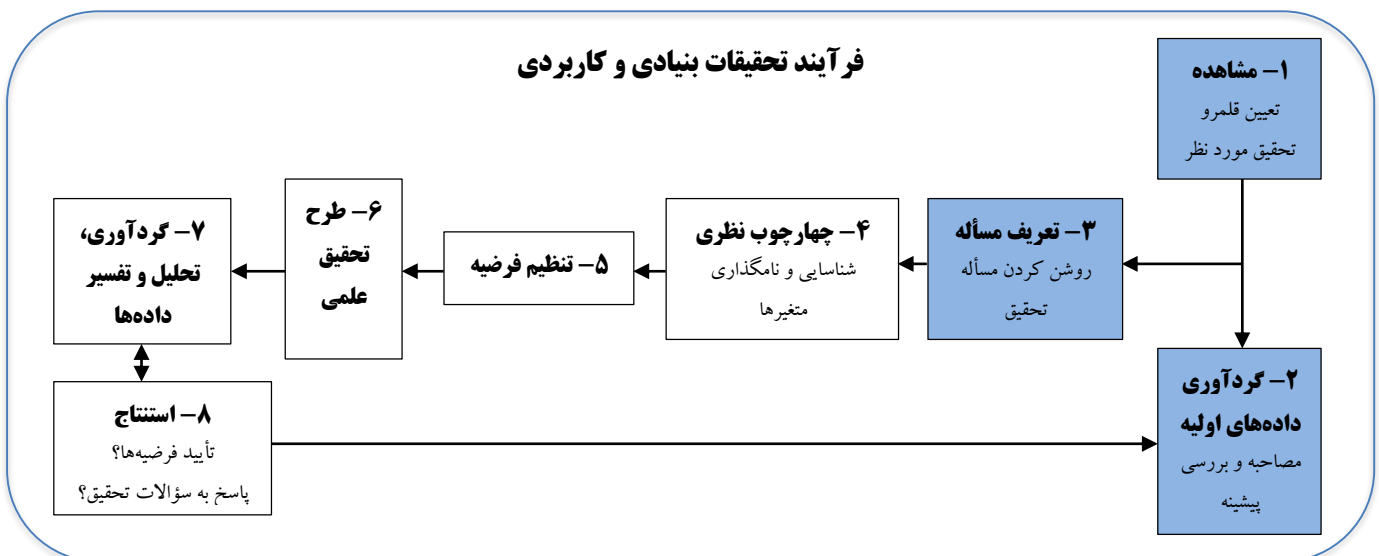 فرآیند تحقیقات بنیادی و کاربردی
۱- مشاهده
تعیین قلمرو
تحقیق مورد نظر
۲- گردآوری
داده‌های اولیه
مصاحبه و بررسی
پیشینه
۳- تعریف مسأله
روشن کردن مسأله
تحقیق
۴- چهارچوب نظری
شناسایی و نامگذاری
متغیرها
۵- تنظیم فرضیه
۶- طرح
تحقیق
علمی
۷- گردآوری،
تحلیل و تفسیر
داده‌ها
۸- استنتاج
تأیید فرضیه‌ها؟
پاسخ به سؤالات تحقیق؟